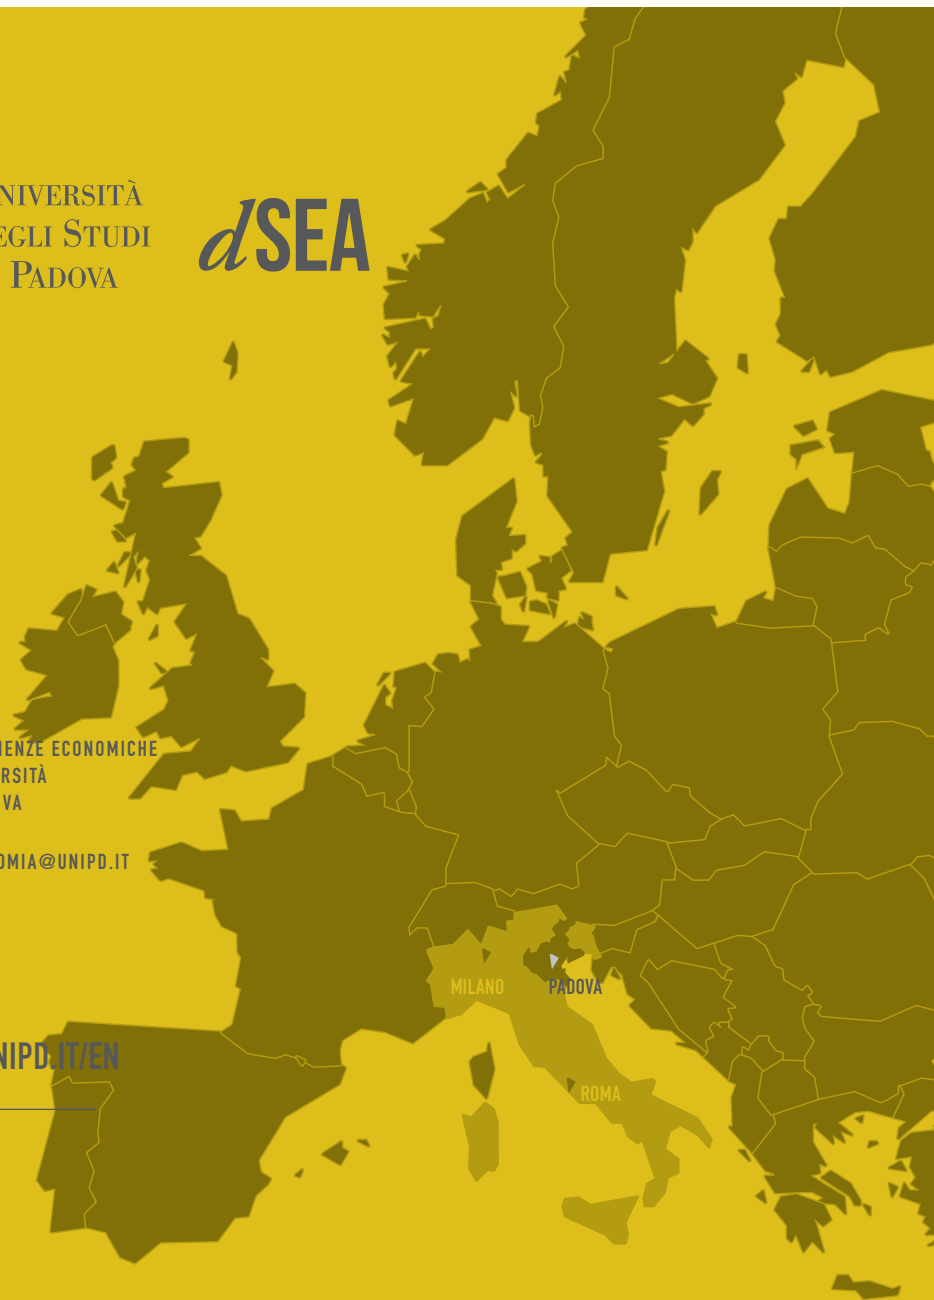 NIVERSITÀ
EGLI STUDI
PADOVA
dSEA
IENZE ECONOMICHE
RSITÀ
VA
OMIA@UNIPD.IT
MILANO
PADOVA
NIPD.IT/EN
ROMA